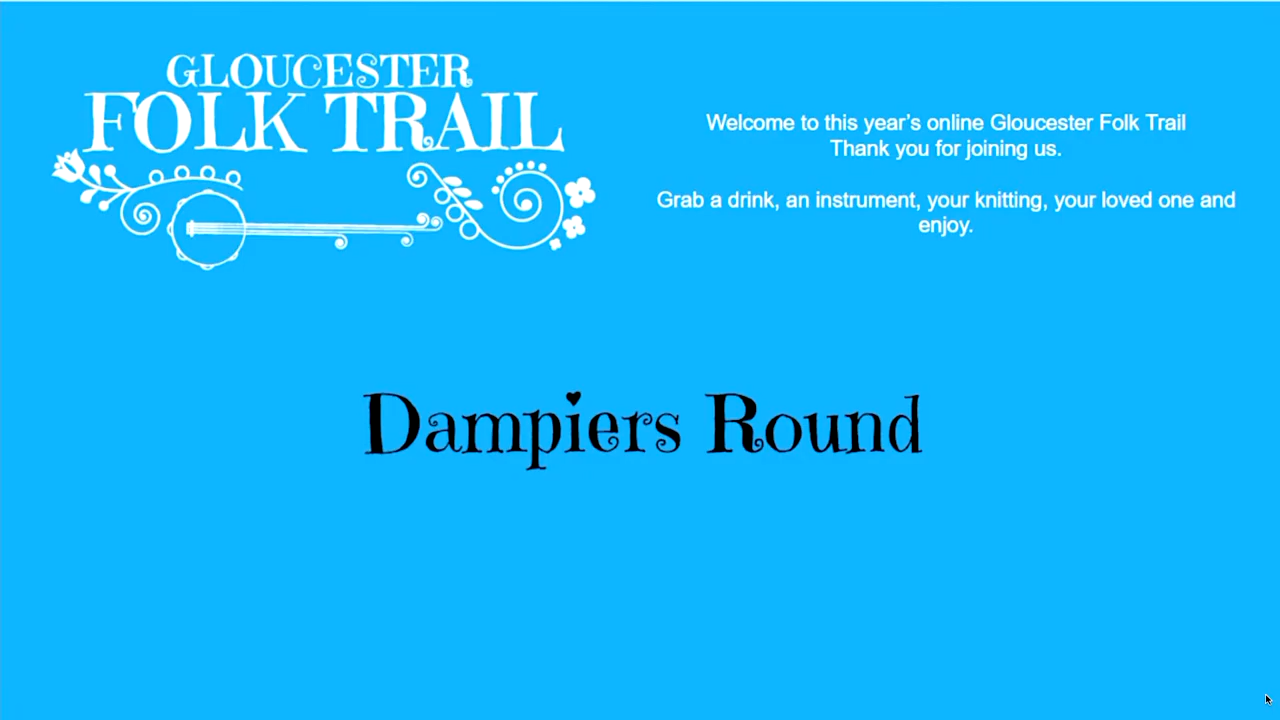 GLOUCESTER
FOLK TRAIL
Welcome to this year’s online Gloucester Folk Trail
Thank you for joining us.
Grab a drink, an instrument, your knitting, your loved one and
enjoy.
Dampiers Round